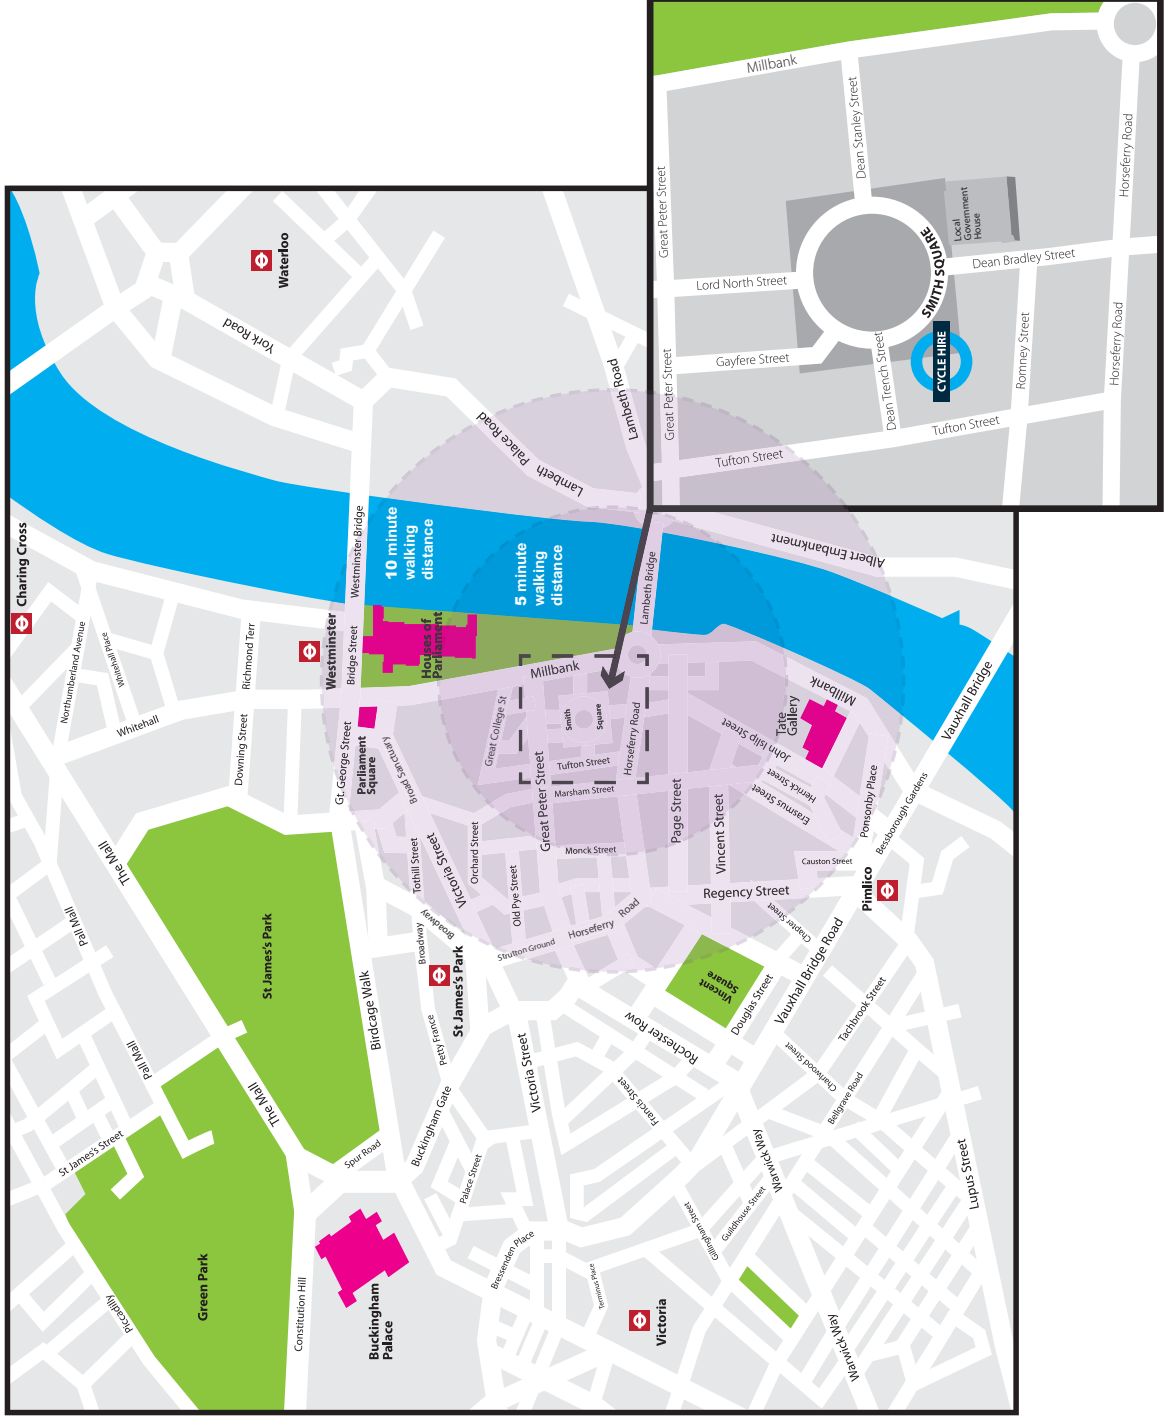 Millbank
Dean Stanley Street
Great Peter Street
Horseferry Road
Local
Government
House
Lord North Street
SMITH SQUARE
Dean Bradley Street
Gayfere Street
Great Peter Street
Dean Trench Street
CYCLE HIRE
Romney Street
Horseferry Road
Tufton Street
Tufton Street
Waterloo
York Road
Lambeth Road
Lambeth
Palace Road
Albert Embankment
Charing Cross
Westminster Bridge
10 minute
walking
distance
5 minute
walking
distance
Lambeth Bridge
Northumberland Avenue
Whitehall Place
Richmond Terr
Westminster
Bridge Street
Houses of
Parliament
Millbank
Millbank
Whitehall
Downing Street
Gt. George Street
Parliament
Square
Broad Sanctuary
Great College St
Smith
Square
Horseferry Road
Tufton Street
Marsham Street
Great Peter Street
John Islip Street
Tate
Gallery
Herrick Street
Erasmus Street
Ponsonby Place
Bessborough Gardens
Vauxhall Bridge
Page Street
Vincent Street
Monck Street
Causton Street
Regency Street
Pimlico
The Mall
Pall Mall
St James's Park
Tothill Street
Victoria Street
Orchard Street
Old Pye Street
Broadway
Broadway
Strutton Ground
Horseferry
Road
St James's Park
Chapter Street
Vauxhall Bridge Road
Vincent
Square
Douglas Street
Tachbrook Street
Birdcage Walk
Petty France
Victoria Street
Rochester Row
Charlwood Street
Bellgrave Road
Francis Street
Pall Mall
The Mall
St James's Street
Spur Road
Buckingham Gate
Palace Street
Warwick Way
Guildhouse Street
Gillingham Street
Lupus Street
Green Park
Piccadilly
Constitution Hill
Buckingham
Palace
Bressenden Place
Terminus Place
Victoria
Warwick Way